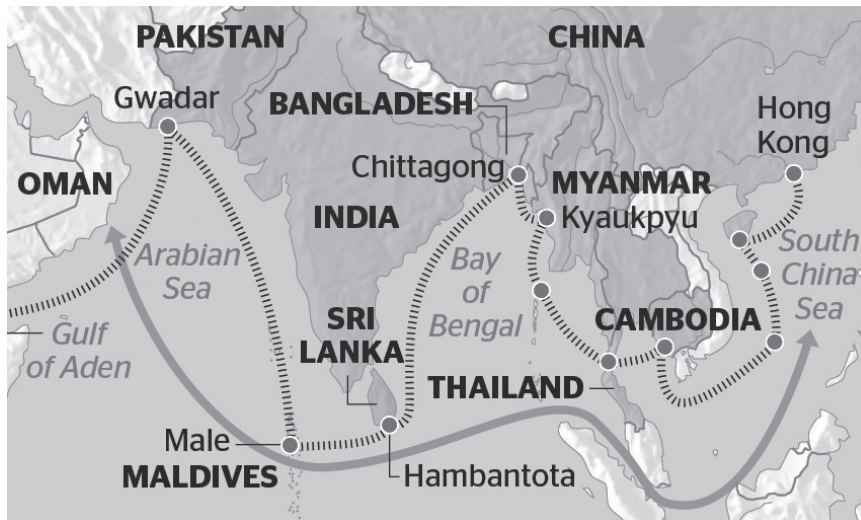 PAKISTAN
CHINA
Gwadar
BANGLADESH
Hong
Kong
Chittagong
OMAN
MYANMAR
INDIA
Kyaukpyu
Arabian
Sea
Bay
of
Bengal
South
China
Sea
SRI
LANKA
CAMBODIA
Gulf
of Aden
THAILAND
Male
MALDIVES
Hambantota